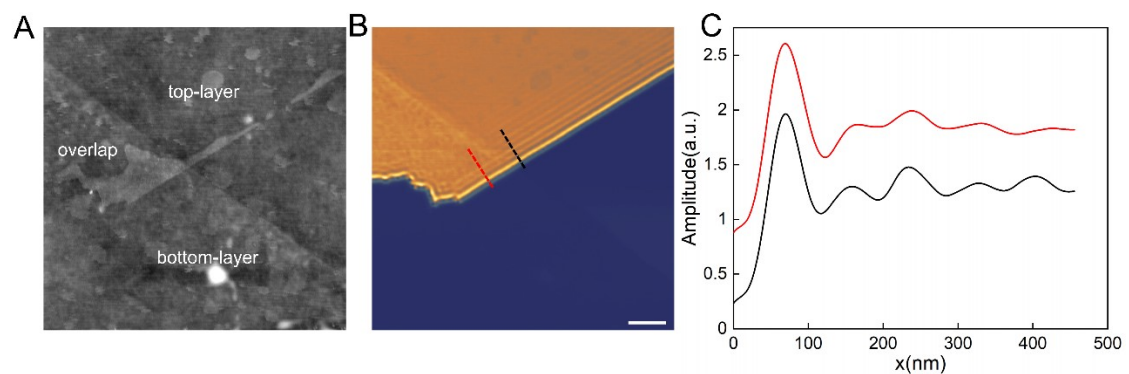 A
top-layer
overlap
bottom-layer
B
C
Amplitude(a.u.)
2.5
2
1.5
1
0.5
0
0 100 200 300 400 500
x(nm)